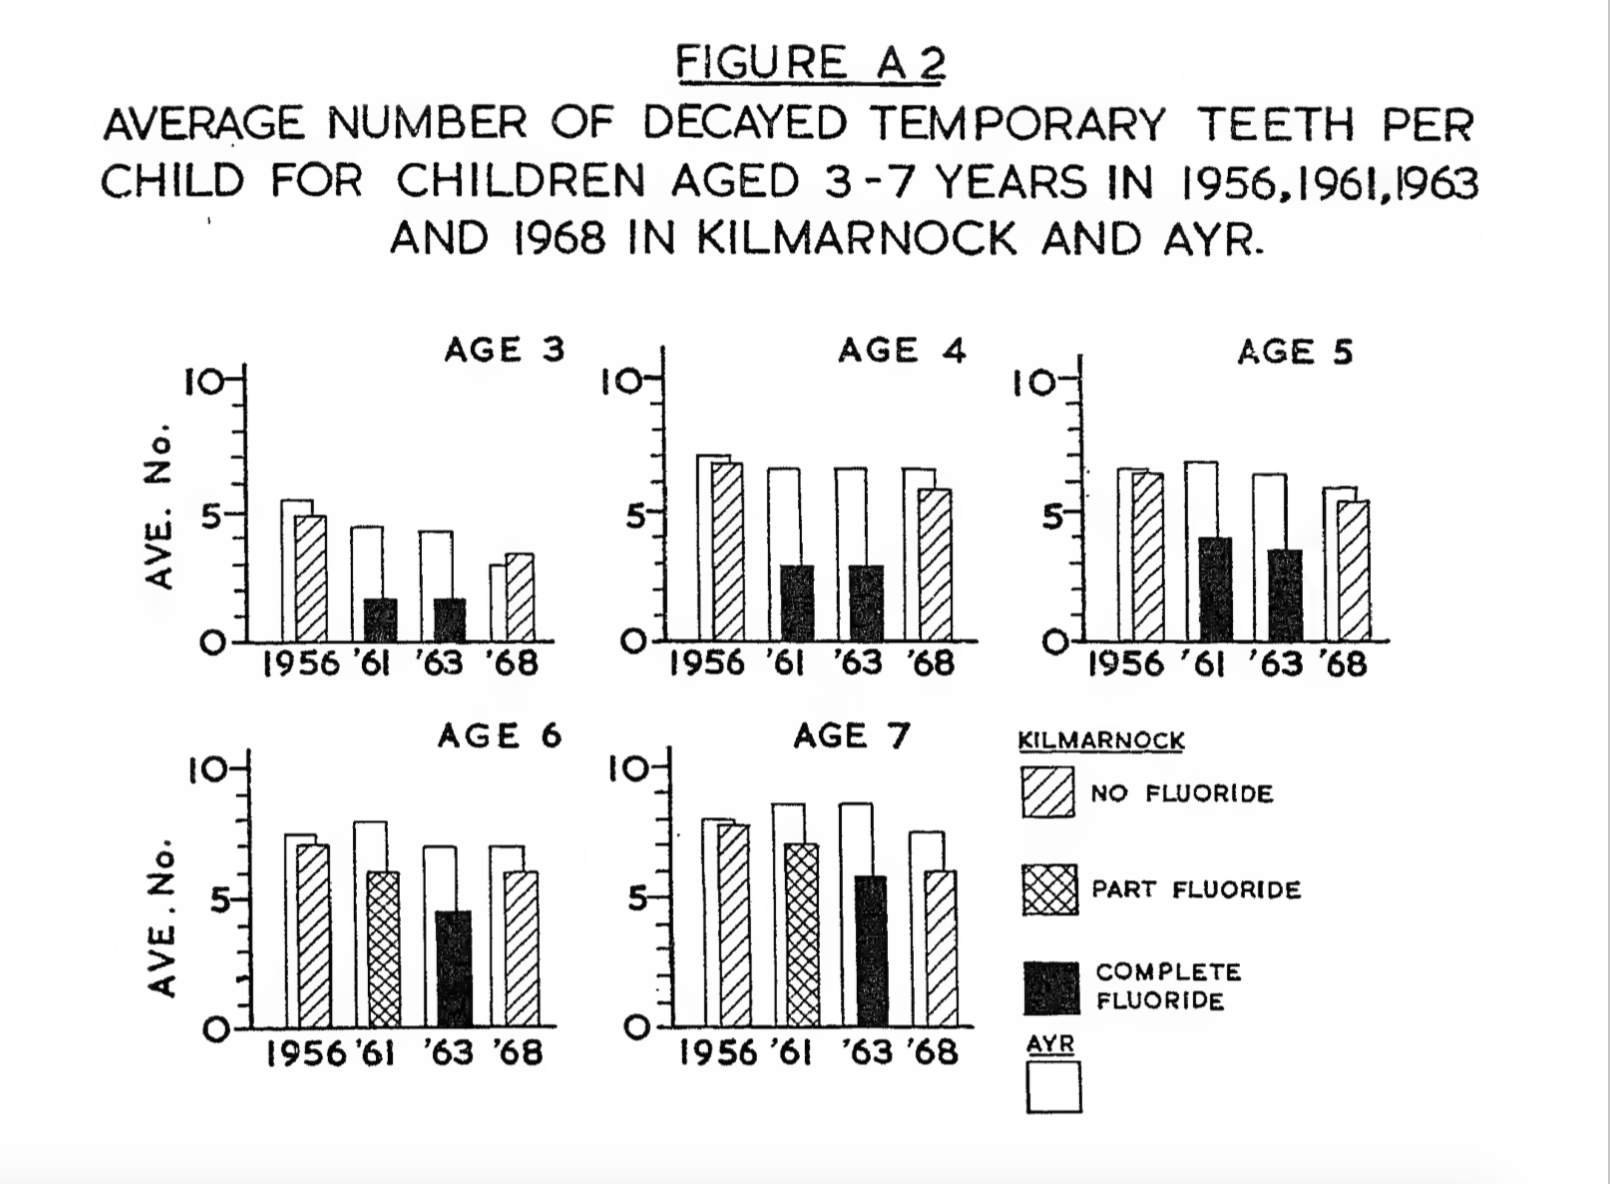 FIGURE A 2
AVERAGE NUMBER OF DECAYED TEMPORARY TEETH PER
CHILD FOR CHILDREN AGED 3-7 YEARS IN 1956,1961,1963
AND 1968 IN KILMARNOCK AND AYR.
AGE 3
AVE. No.
10
5
0
1956 '61 '63 '68
AGE 4
10
5
0
1956 '61 '63 '68
AGE 5
10
5
0
1956 '61 '63 '68
AGE 6
AVE. No.
10
5
0
1956 '61 '63 '68
AGE 7
10
5
0
1956 '61 '63 '68
KILMARNOCK
NO FLUORIDE
PART FLUORIDE
COMPLETE
FLUORIDE
AYR